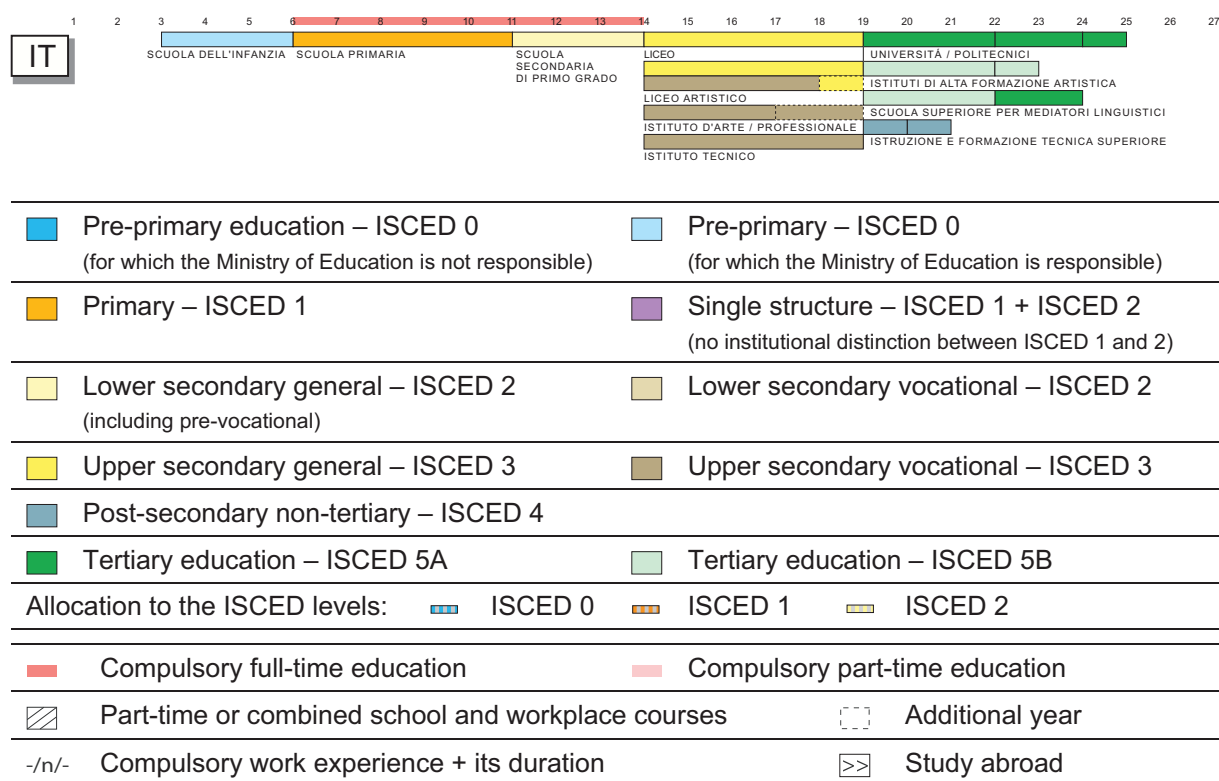 1 2 3 4 5 6 7 8 9 10 11 12 13 14 15 16 17 18 19 20 21 22 23 24 25 26 27
IT
SCUOLA DELL'INFANZIA
SCUOLA PRIMARIA
SCUOLA
SECONDARIA
DI PRIMO GRADO
LICEO
UNIVERSITÁ / POLITECNICI
ISTITUTI DI ALTA FORMAZIONE ARTISTICA
LICEO ARTISTICO
SCUOLA SUPERIORE PER MEDIATORI LINGUISTICI
ISTITUTO D'ARTE / PROFESSIONALE
ISTRUZIONE E FORMAZIONE TECNICA SUPERIORE
ISTITUTO TECNICO
Pre-primary education – ISCED 0
(for which the Ministry of Education is not responsible)
Pre-primary – ISCED 0
(for which the Ministry of Education is responsible)
Primary – ISCED 1
Single structure – ISCED 1 + ISCED 2
(no institutional distinction between ISCED 1 and 2)
Lower secondary general – ISCED 2
(including pre-vocational)
Lower secondary vocational – ISCED 2
Upper secondary general – ISCED 3
Upper secondary vocational – ISCED 3
Post-secondary non-tertiary – ISCED 4
Tertiary education – ISCED 5A
Tertiary education – ISCED 5B
Allocation to the ISCED levels: ISCED 0 ISCED 1 ISCED 2
Compulsory full-time education
Compulsory part-time education
Part-time or combined school and workplace courses
Additional year
-/n/- Compulsory work experience + its duration
>> Study abroad